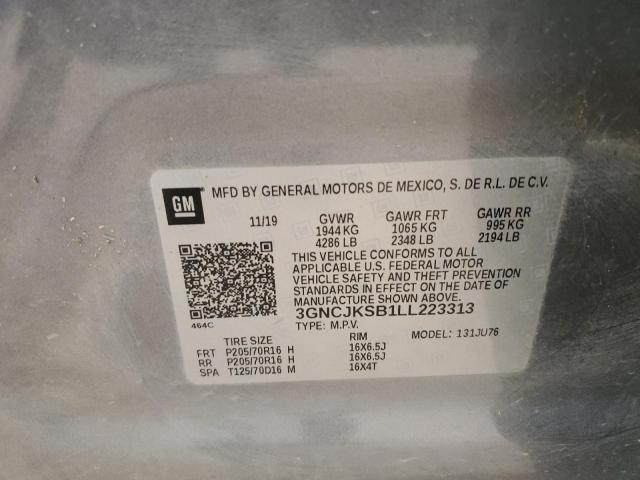 GM
MFD BY GENERAL MOTORS DE MEXICO, S. DE R.L. DE C.V.
11/19 GVWR GAWR FRT GAWR RR
1944 KG 1065 KG 995 KG
4286 LB 2348 LB 2194 LB
THIS VEHICLE CONFORMS TO ALL
APPLICABLE U.S. FEDERAL MOTOR
VEHICLE SAFETY AND THEFT PREVENTION
STANDARDS IN EFFECT ON THE DATE OF
MANUFACTURE SHOWN ABOVE.
3GNCJKSB1LL223313
464C
TYPE: M.P.V. MODEL: 131JU76
TIRE SIZE RIM
FRT P205/70R16 H 16X6.5J
RR P205/70R16 H 16X6.5J
SPA T125/70D16 M 16X4T